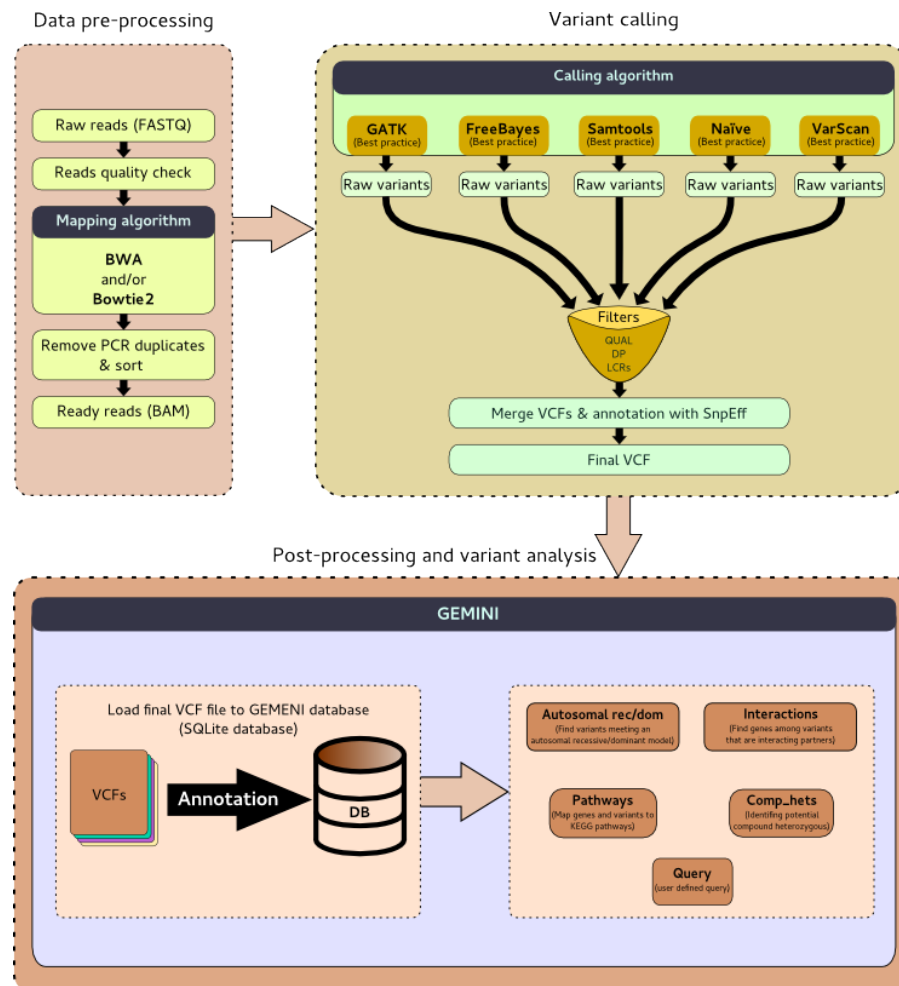 Data pre-processing
Raw reads (FASTQ)
Reads quality check
Mapping algorithm
BWA
and/or
Bowtie2
Remove PCR duplicates
& sort
Ready reads (BAM)
Variant calling
Calling algorithm
GATK
(Best practice)
FreeBayes
(Best practice)
Samtools
(Best practice)
Naïve
(Best practice)
VarScan
(Best practice)
Raw variants
Raw variants
Raw variants
Raw variants
Raw variants
Filters
QUAL
DP
LCRs
Merge VCFs & annotation with SnpEff
Final VCF
Post-processing and variant analysis
GEMINI
Load final VCF file to GEMENI database
(SQLite database)
VCFs
Annotation
DB
Autosomal rec/dom
(Find variants meeting an
autosomal recessive/dominant model)
Interactions
(Find genes among variants
that are interacting partners)
Pathways
(Map genes and variants to
KEGG pathways)
Comp_hets
(Identifing potential
compound heterozygous)
Query
(user defined query)